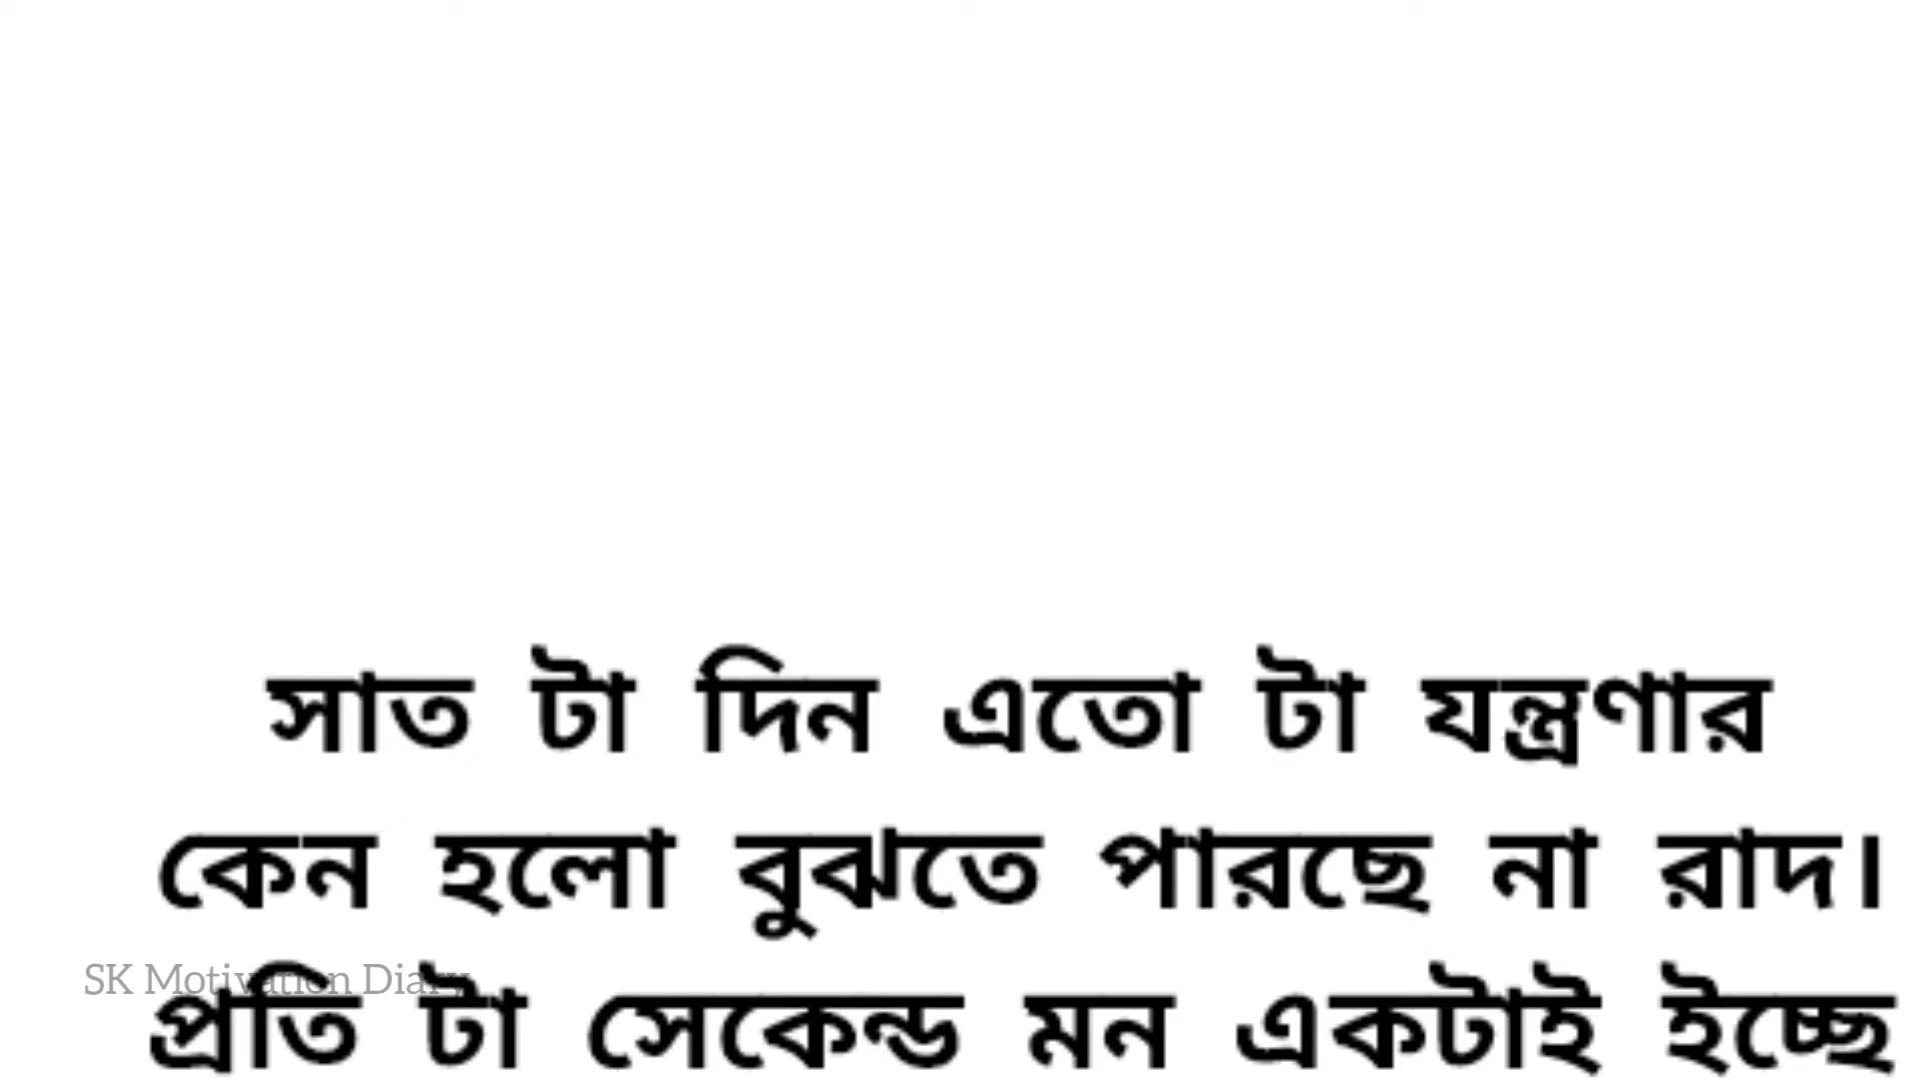 সাত টা দিন এতো টা যন্ত্রণার
কেন হলো বুঝতে পারছে না রাদ।
SK Motivation Diary
প্রতি টা সেকেন্ড মন একটাই ইচ্ছে